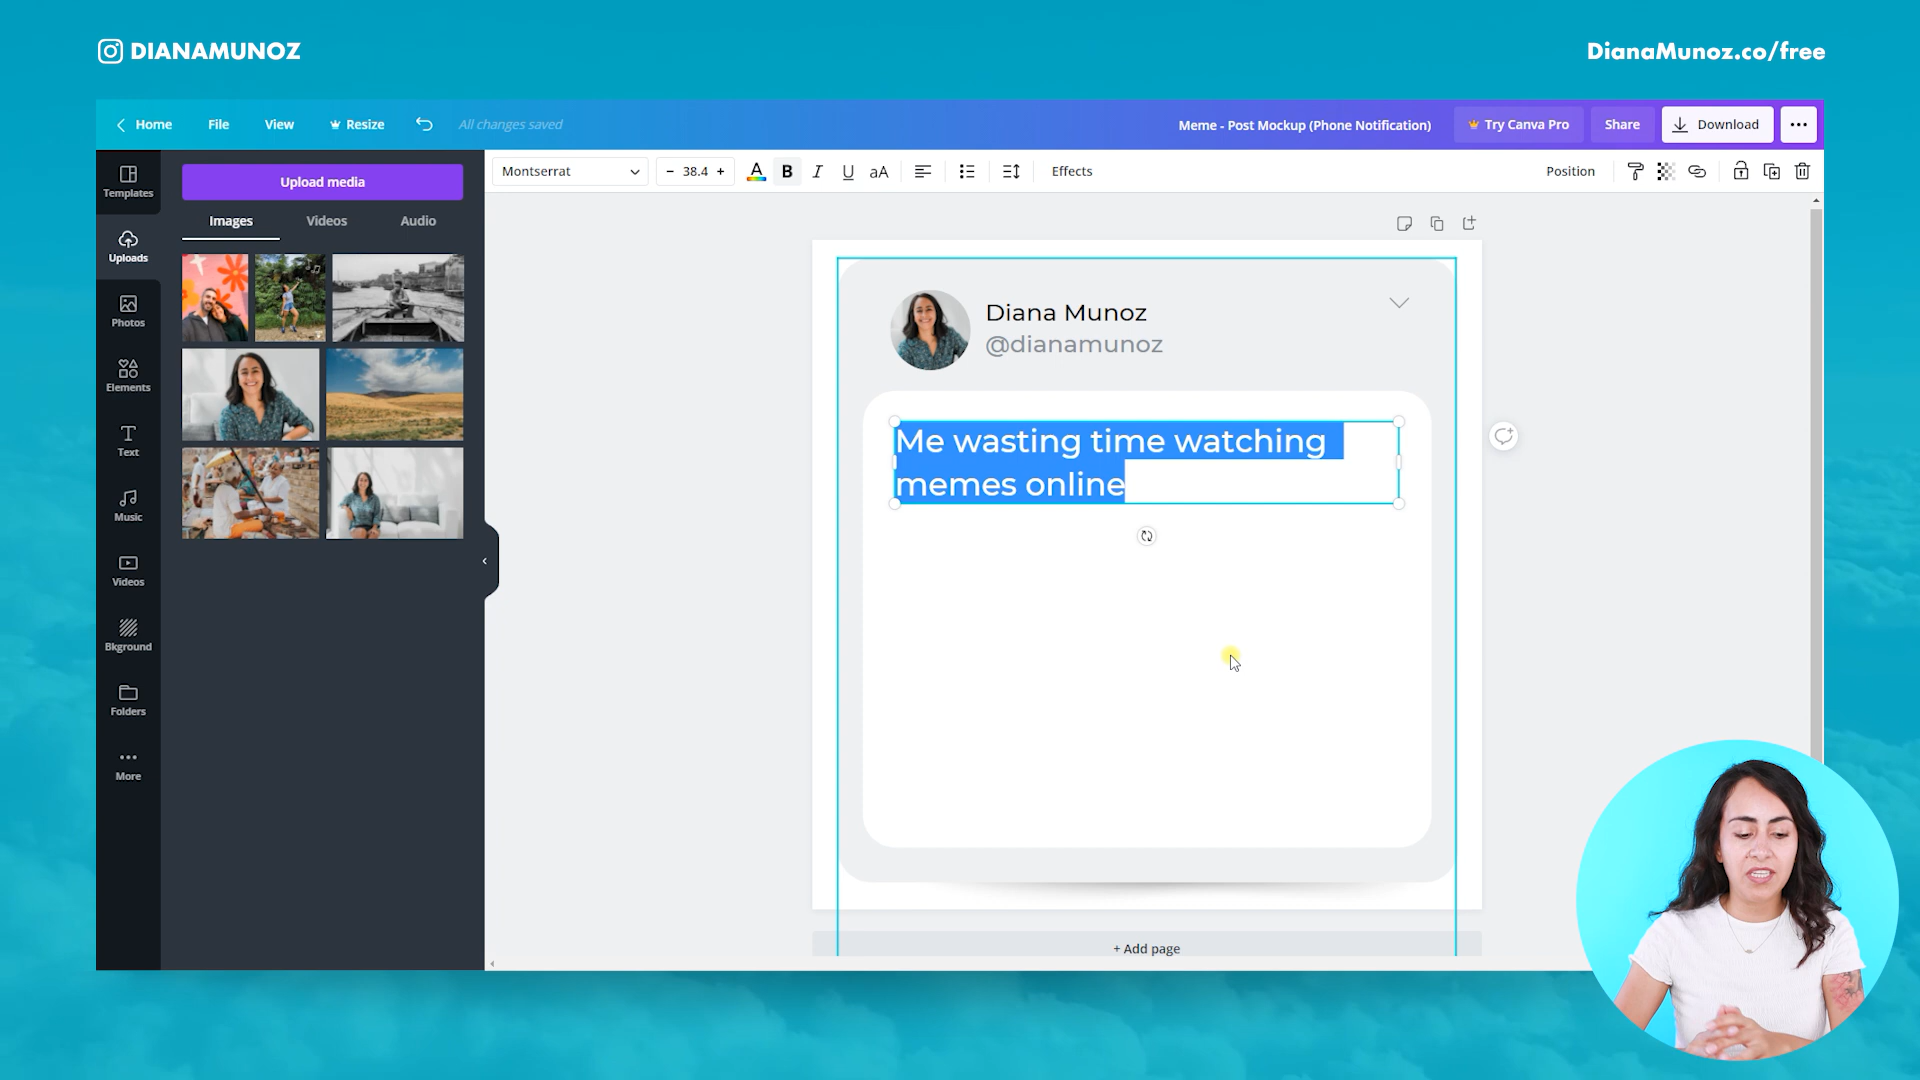 DIANAMUNOZ
DianaMunoz.co/free
Home
File
View
Resize
All changes saved
Meme - Post Mockup (Phone Notification)
Try Canva Pro
Share
Download
Templates
Uploads
Photos
Elements
Text
Music
Videos
Bkground
Folders
More
Upload media
Images
Videos
Audio
Montserrat
– 38.4 +
A
B
I
U
aA
Effects
Position
Diana Munoz
@dianamunoz
Me wasting time watching
memes online
+ Add page